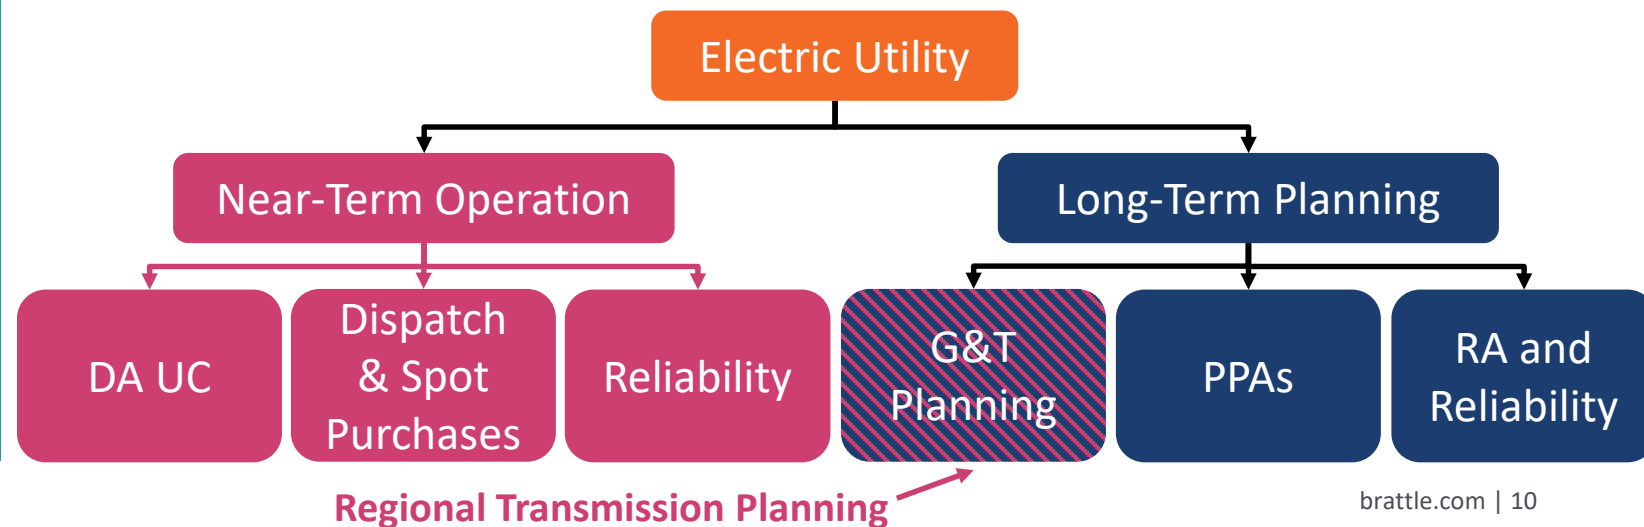 Electric Utility
Near-Term Operation
Long-Term Planning
DA UC
Dispatch
& Spot
Purchases
Reliability
G&T
Planning
PPAs
RA and
Reliability
Regional Transmission Planning
brattle.com | 10